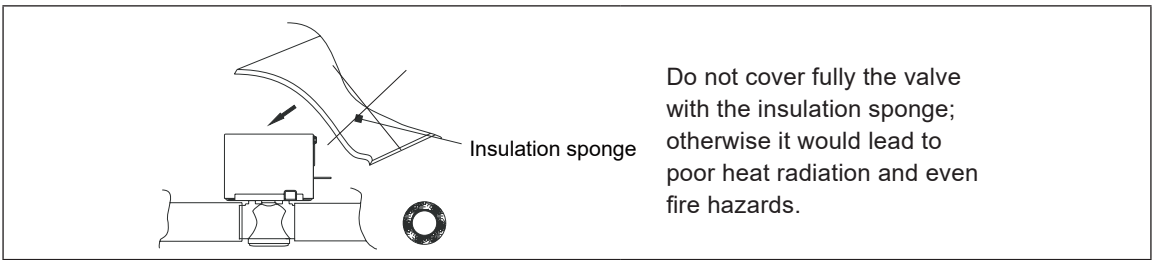 Insulation sponge
Do not cover fully the valve
with the insulation sponge;
otherwise it would lead to
poor heat radiation and even
fire hazards.